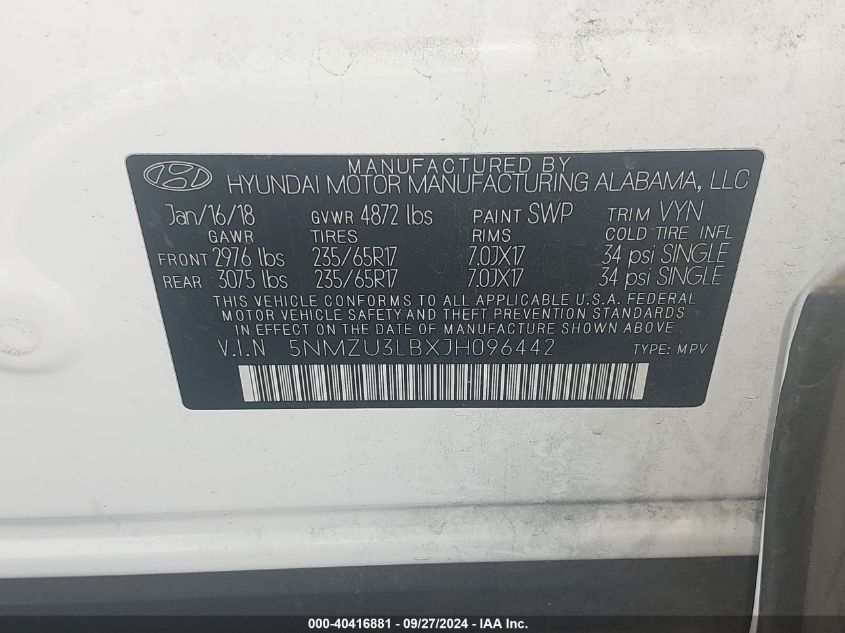 MANUFACTURED BY
HYUNDAI MOTOR MANUFACTURING ALABAMA, LLC
Jan/16/18 GVWR 4872 lbs PAINT SWP TRIM VYN
GAWR TIRES RIMS COLD TIRE INFL
FRONT 2976 lbs 235/65R17 7.0JX17 34 psi SINGLE
REAR 3075 lbs 235/65R17 7.0JX17 34 psi SINGLE
THIS VEHICLE CONFORMS TO ALL APPLICABLE U.S.A. FEDERAL
MOTOR VEHICLE SAFETY AND THEFT PREVENTION STANDARDS
IN EFFECT ON THE DATE OF MANUFACTURE SHOWN ABOVE
V.I.N 5NMZU3LBXJH096442 TYPE: MPV
000-40416881 - 09/27/2024 - IAA Inc.